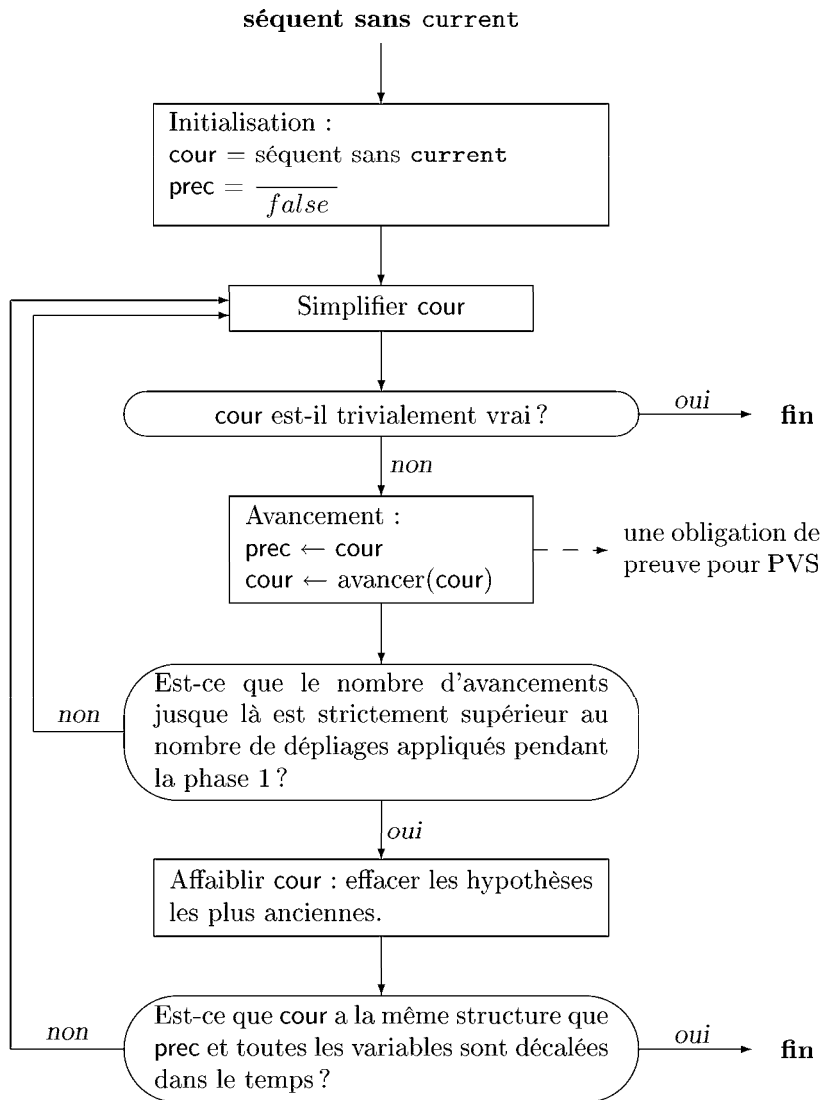 séquent sans current
Initialisation :
cour = séquent sans current
prec = false
Simplifier cour
cour est-il trivialement vrai ?
oui
fin
non
Avancement :
prec ← cour
cour ← avancer(cour)
une obligation de
preuve pour PVS
Est-ce que le nombre d'avancements
jusque là est strictement supérieur au
nombre de dépliages appliqués pendant
la phase 1 ?
non
oui
Affaiblir cour : effacer les hypothèses
les plus anciennes.
Est-ce que cour a la même structure que
prec et toutes les variables sont décalées
dans le temps ?
non
oui
fin